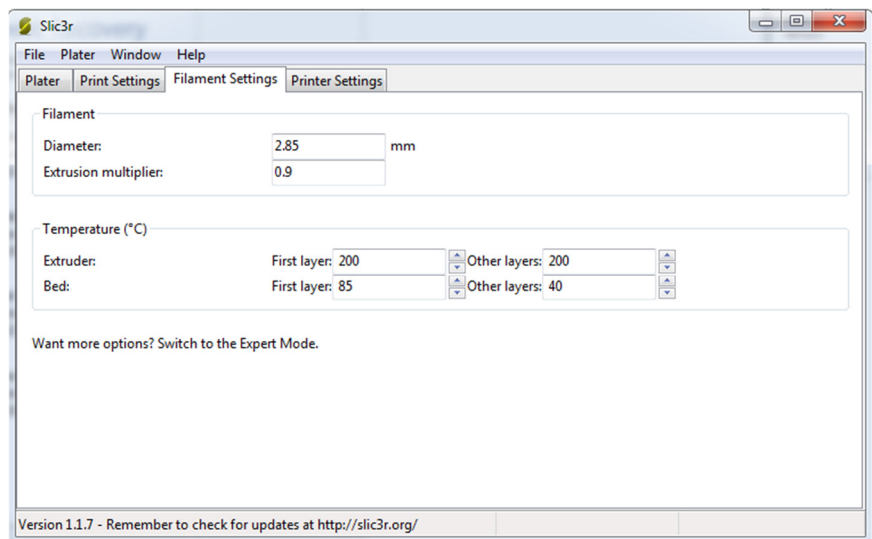 Slic3r
File Plater Window Help
Plater Print Settings Filament Settings Printer Settings
Filament
Diameter: 2.85 mm
Extrusion multiplier: 0.9
Temperature (°C)
Extruder: First layer: 200 Other layers: 200
Bed: First layer: 85 Other layers: 40
Want more options? Switch to the Expert Mode.
Version 1.1.7 - Remember to check for updates at http://slic3r.org/